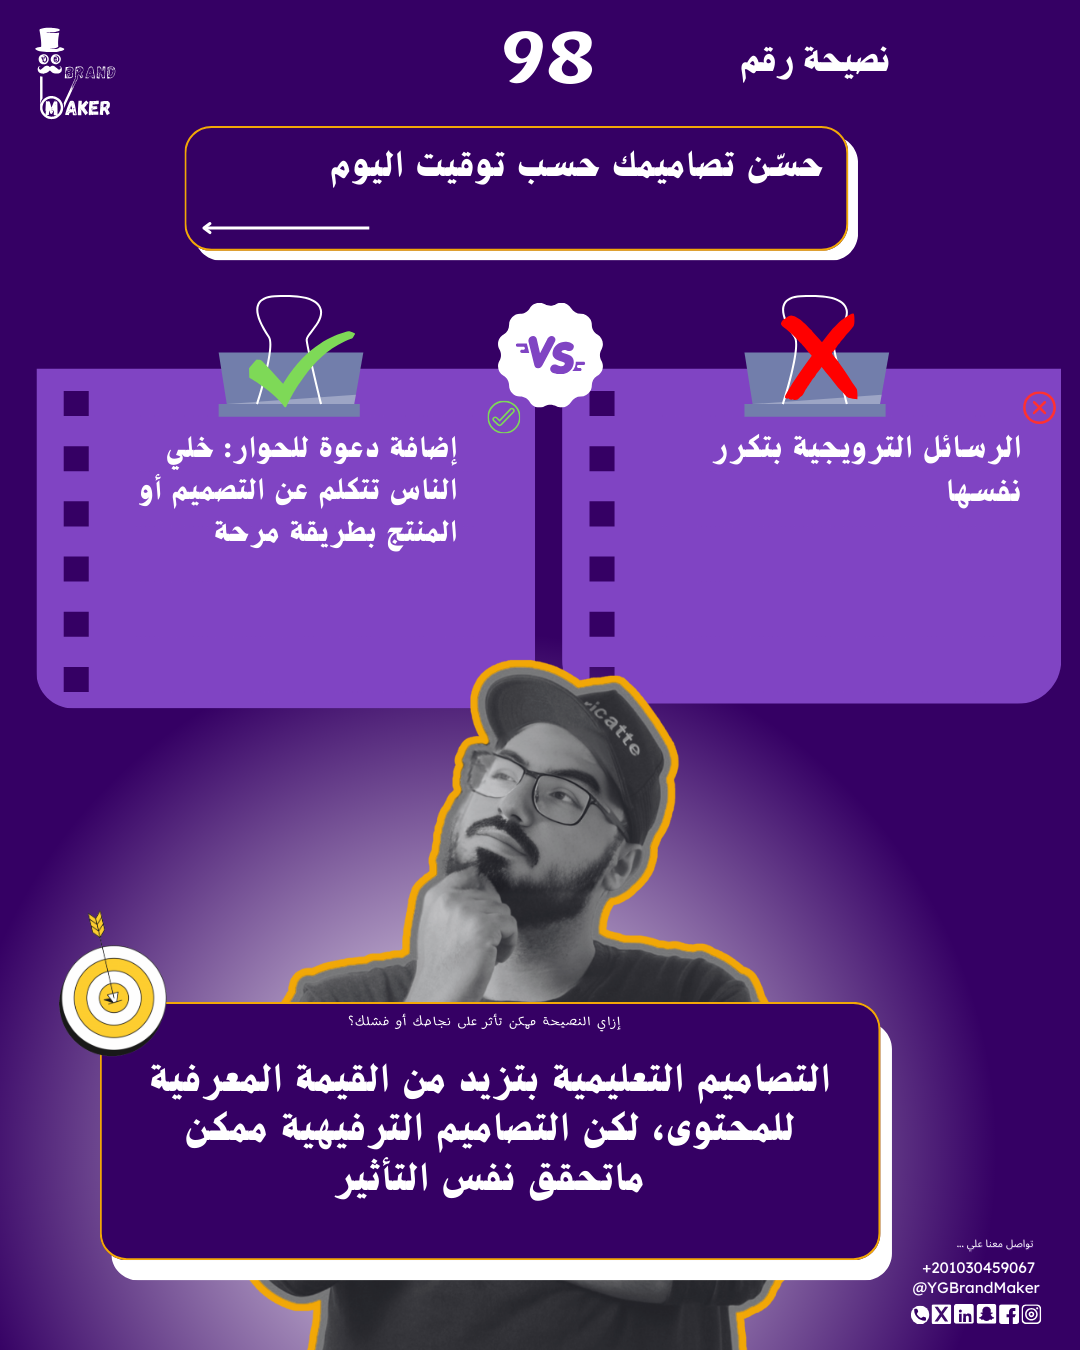 BRAND
MAKER
نصيحة رقم 98
حسّن تصاميمك حسب توقيت اليوم
VS
الرسائل الترويجية بتكرر
نفسها
إضافة دعوة للحوار: خلي
الناس تتكلم عن التصميم أو
المنتج بطريقة مرحة
icatte
إزاي النصيحة ممكن تأثر على نجاحك أو فشلك؟
التصاميم التعليمية بتزيد من القيمة المعرفية
للمحتوى، لكن التصاميم الترفيهية ممكن
ماتحقق نفس التأثير
تواصل معنا علي ...
+201030459067
@YGBrandMaker